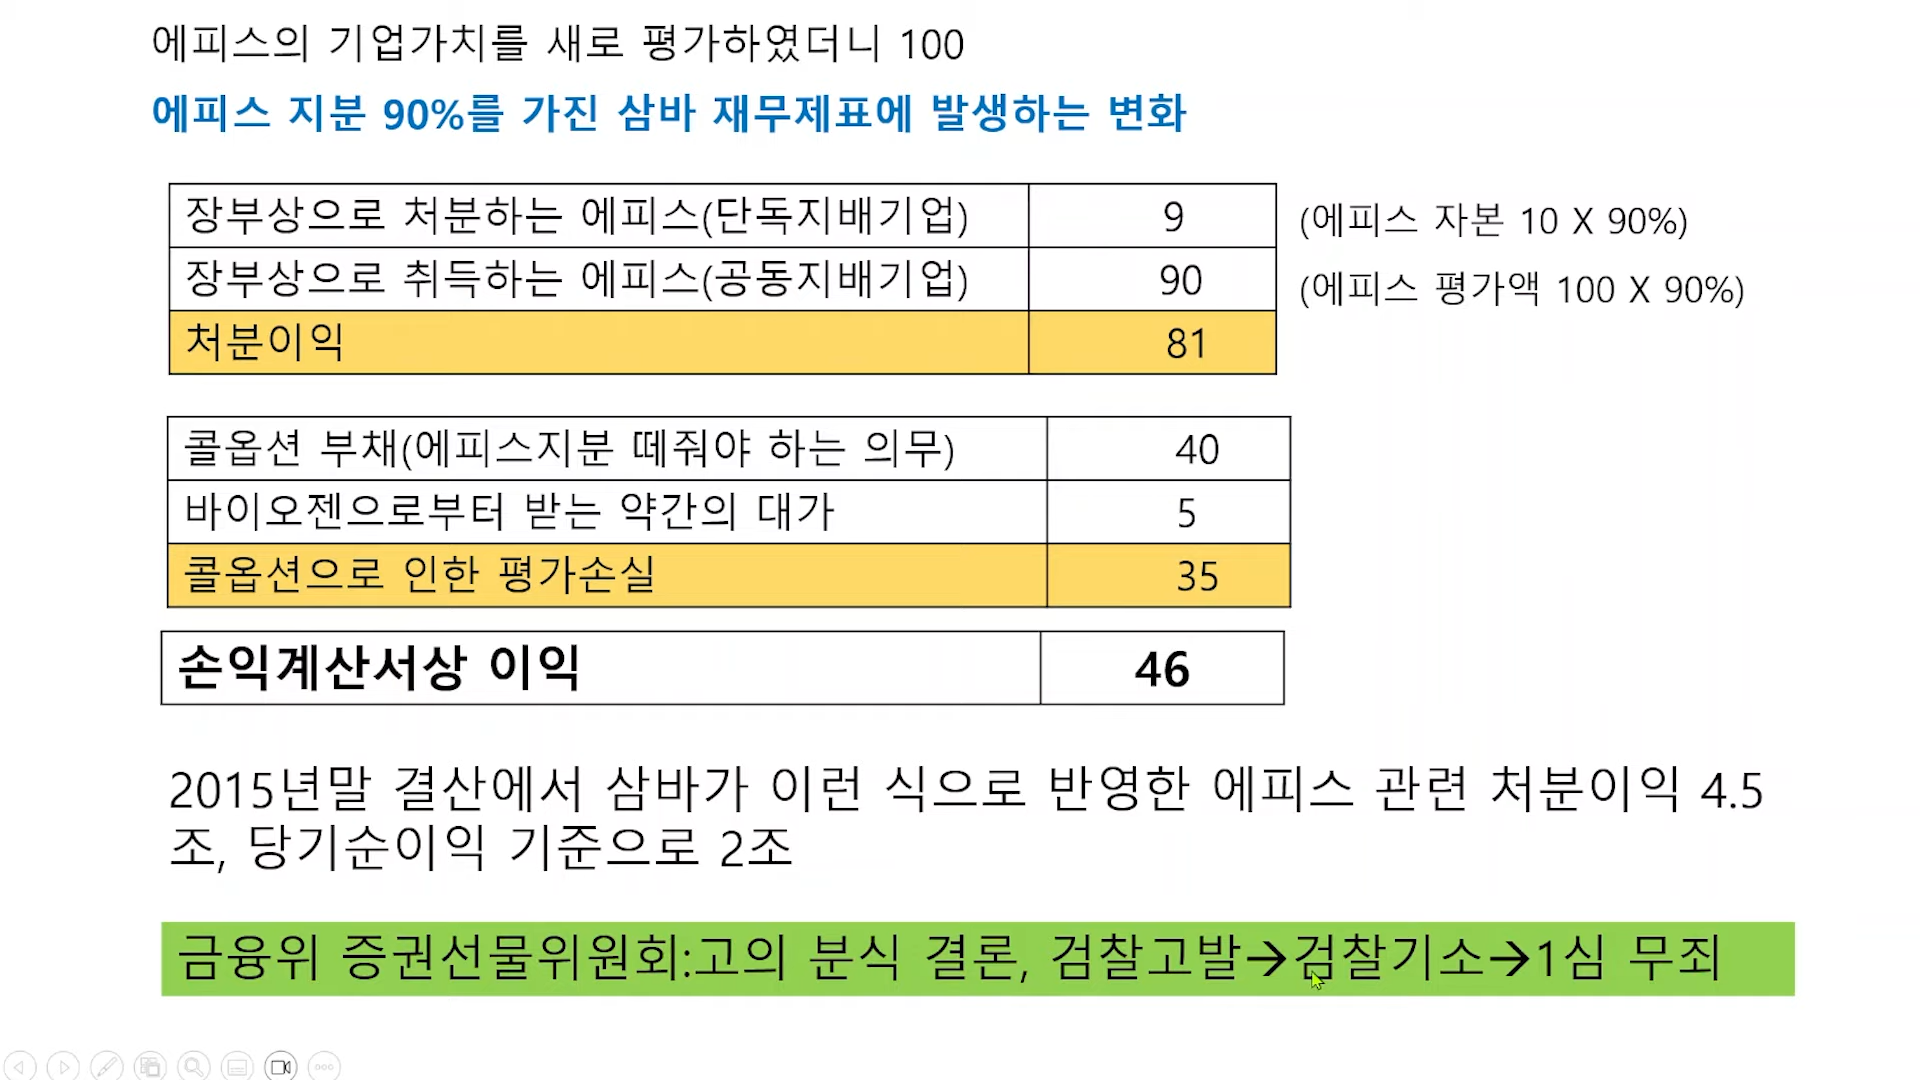 에피스의 기업가치를 새로 평가하였더니 100
에피스 지분 90%를 가진 삼바 재무제표에 발생하는 변화
장부상으로 처분하는 에피스(단독지배기업) 9 (에피스 자본 10 X 90%)
장부상으로 취득하는 에피스(공동지배기업) 90 (에피스 평가액 100 X 90%)
처분이익 81
콜옵션 부채(에피스지분 떼줘야 하는 의무) 40
바이오젠으로부터 받는 약간의 대가 5
콜옵션으로 인한 평가손실 35
손익계산서상 이익 46
2015년말 결산에서 삼바가 이런 식으로 반영한 에피스 관련 처분이익 4.5
조, 당기순이익 기준으로 2조
금융위 증권선물위원회:고의 분식 결론, 검찰고발→검찰기소→1심 무죄